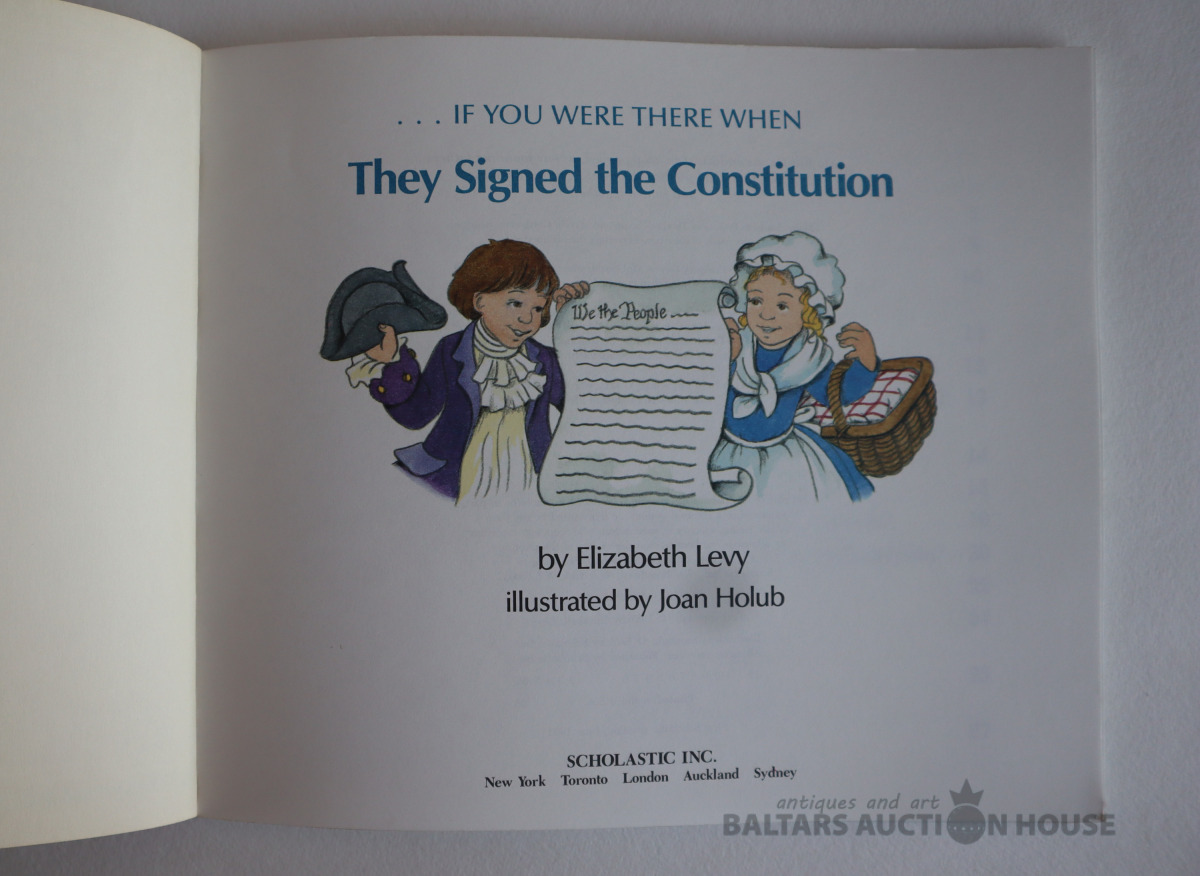 . . . IF YOU WERE THERE WHEN
They Signed the Constitution
We the People
by Elizabeth Levy
illustrated by Joan Holub
SCHOLASTIC INC.
New York Toronto London Auckland Sydney
antiques and art
BALTARS AUCTION HOUSE